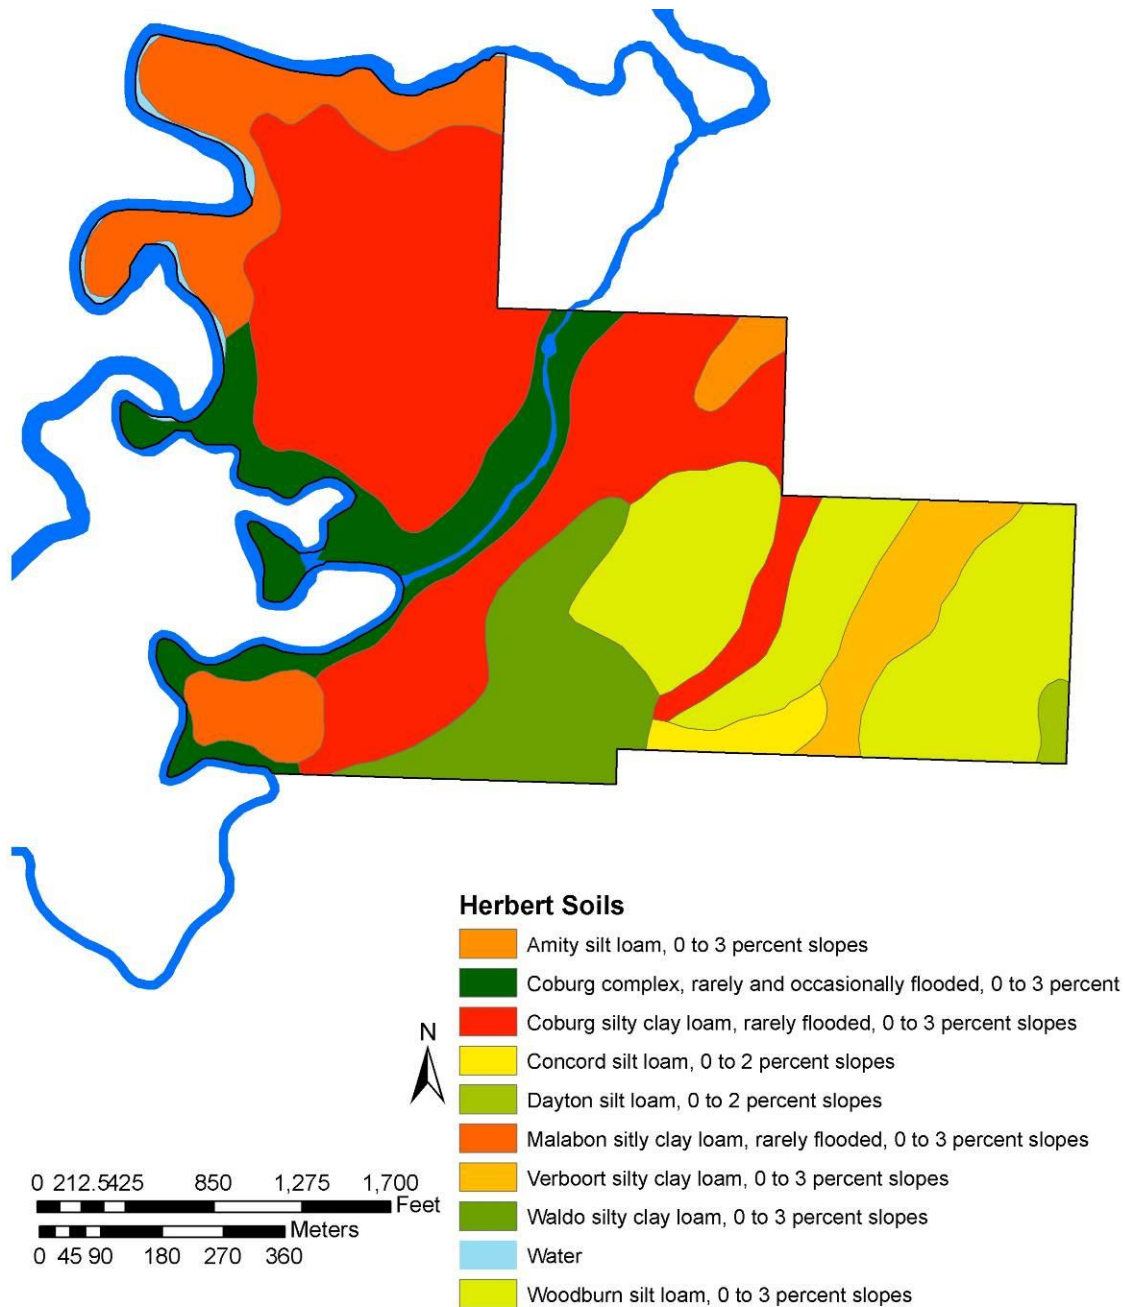 Herbert Soils
Amity silt loam, 0 to 3 percent slopes
Coburg complex, rarely and occasionally flooded, 0 to 3 percent
Coburg silty clay loam, rarely flooded, 0 to 3 percent slopes
Concord silt loam, 0 to 2 percent slopes
Dayton silt loam, 0 to 2 percent slopes
Malabon sitly clay loam, rarely flooded, 0 to 3 percent slopes
Verboort silty clay loam, 0 to 3 percent slopes
Waldo silty clay loam, 0 to 3 percent slopes
Water
Woodburn silt loam, 0 to 3 percent slopes
N
0 212.5425 850 1,275 1,700
Feet
Meters
0 45 90 180 270 360